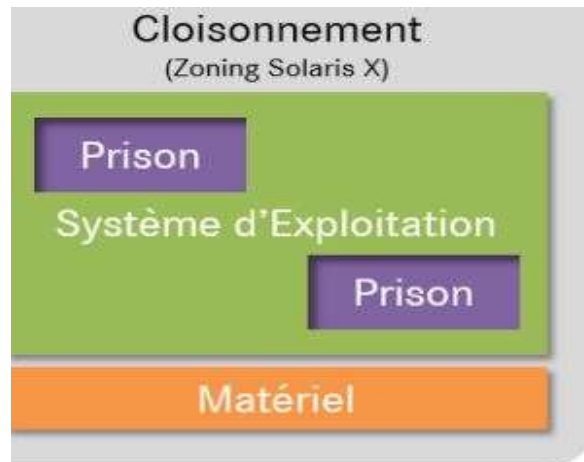 Cloisonnement
(Zoning Solaris X)
Prison
Système d'Exploitation
Prison
Matériel